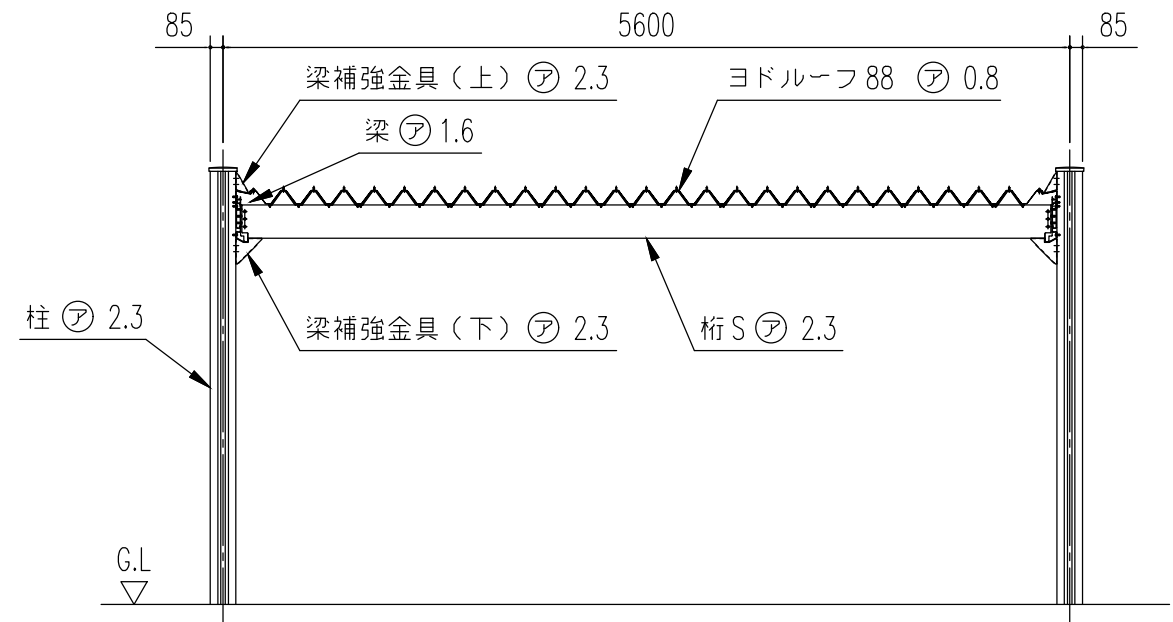 85 5600 85
梁補強金具(上)㋐ 2.3
ヨドルーフ88 ㋐ 0.8
梁㋐1.6
柱㋐ 2.3
梁補強金具(下)㋐ 2.3
桁S㋐ 2.3
G.L